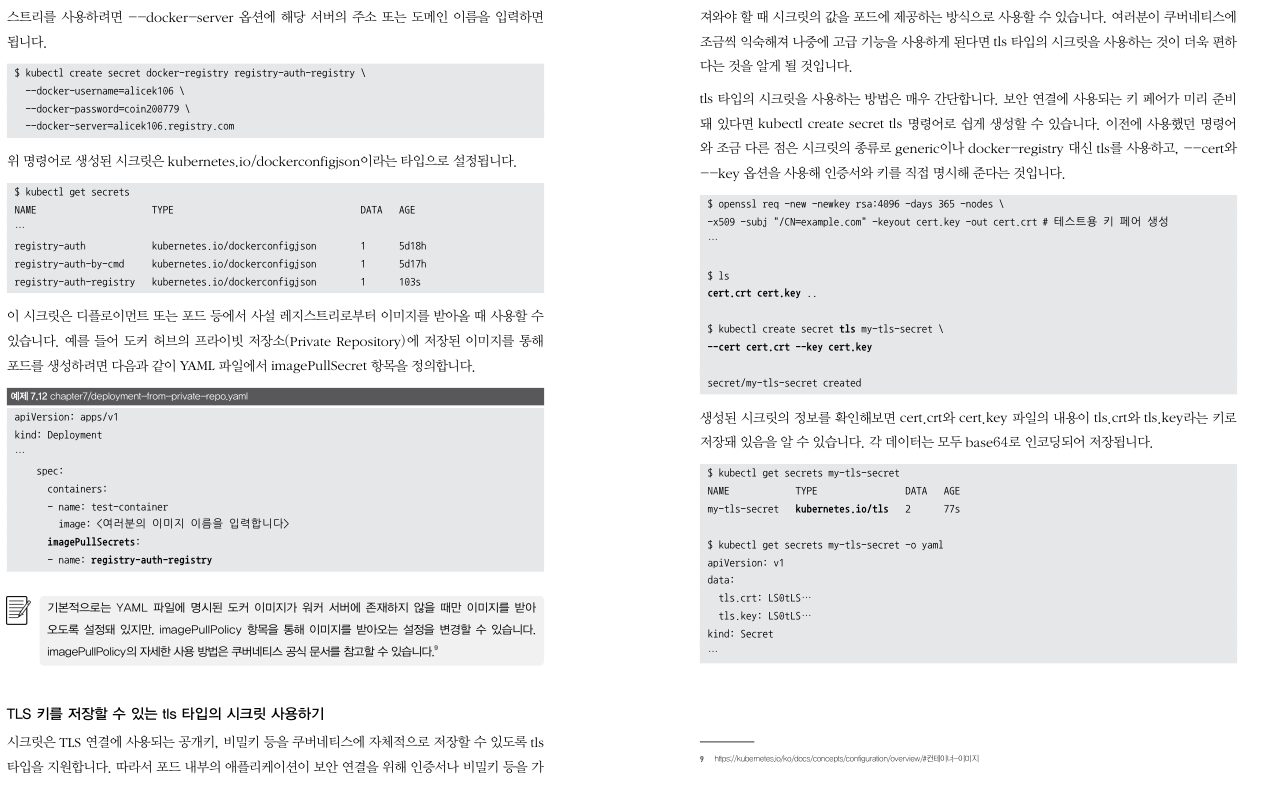 스트리를 사용하려면 --docker-server 옵션에 해당 서버의 주소 또는 도메인 이름을 입력하면
됩니다.
$ kubectl create secret docker-registry registry-auth-registry \
--docker-username=alicek106 \
--docker-password=coin200779 \
--docker-server=alicek106.registry.com
위 명령어로 생성된 시크릿은 kubernetes.io/dockerconfigjson이라는 타입으로 설정됩니다.
$ kubectl get secrets
NAME TYPE DATA AGE
…
registry-auth kubernetes.io/dockerconfigjson 1 5d18h
registry-auth-by-cmd kubernetes.io/dockerconfigjson 1 5d17h
registry-auth-registry kubernetes.io/dockerconfigjson 1 103s
이 시크릿은 디플로이먼트 또는 포드 등에서 사설 레지스트리로부터 이미지를 받아올 때 사용할 수
있습니다. 예를 들어 도커 허브의 프라이빗 저장소(Private Repository)에 저장된 이미지를 통해
포드를 생성하려면 다음과 같이 YAML 파일에서 imagePullSecret 항목을 정의합니다.
예제 7.12 chapter7/deployment-from-private-repo.yaml
apiVersion: apps/v1
kind: Deployment
…
spec:
containers:
- name: test-container
image: <여러분의 이미지 이름을 입력합니다>
imagePullSecrets:
- name: registry-auth-registry
기본적으로는 YAML 파일에 명시된 도커 이미지가 워커 서버에 존재하지 않을 때만 이미지를 받아
오도록 설정돼 있지만, imagePullPolicy 항목을 통해 이미지를 받아오는 설정을 변경할 수 있습니다.
imagePullPolicy의 자세한 사용 방법은 쿠버네티스 공식 문서를 참고할 수 있습니다.9
TLS 키를 저장할 수 있는 tls 타입의 시크릿 사용하기
시크릿은 TLS 연결에 사용되는 공개키, 비밀키 등을 쿠버네티스에 자체적으로 저장할 수 있도록 tls
타입을 지원합니다. 따라서 포드 내부의 애플리케이션이 보안 연결을 위해 인증서나 비밀키 등을 가
져와야 할 때 시크릿의 값을 포드에 제공하는 방식으로 사용할 수 있습니다. 여러분이 쿠버네티스에
조금씩 익숙해져 나중에 고급 기능을 사용하게 된다면 tls 타입의 시크릿을 사용하는 것이 더욱 편하
다는 것을 알게 될 것입니다.
tls 타입의 시크릿을 사용하는 방법은 매우 간단합니다. 보안 연결에 사용되는 키 페어가 미리 준비
돼 있다면 kubectl create secret tls 명령어로 쉽게 생성할 수 있습니다. 이전에 사용했던 명령어
와 조금 다른 점은 시크릿의 종류로 generic이나 docker-registry 대신 tls를 사용하고, --cert와
--key 옵션을 사용해 인증서와 키를 직접 명시해 준다는 것입니다.
$ openssl req -new -newkey rsa:4096 -days 365 -nodes \
-x509 -subj "/CN=example.com" -keyout cert.key -out cert.crt # 테스트용 키 페어 생성
…
$ ls
cert.crt cert.key ..
$ kubectl create secret tls my-tls-secret \
--cert cert.crt --key cert.key
secret/my-tls-secret created
생성된 시크릿의 정보를 확인해보면 cert.crt와 cert.key 파일의 내용이 tls.crt와 tls.key라는 키로
저장돼 있음을 알 수 있습니다. 각 데이터는 모두 base64로 인코딩되어 저장됩니다.
$ kubectl get secrets my-tls-secret
NAME TYPE DATA AGE
my-tls-secret kubernetes.io/tls 2 77s
$ kubectl get secrets my-tls-secret -o yaml
apiVersion: v1
data:
tls.crt: LS0tLS…
tls.key: LS0tLS…
kind: Secret
…
9 https://kubernetes.io/ko/docs/concepts/configuration/overview/#컨테이너-이미지